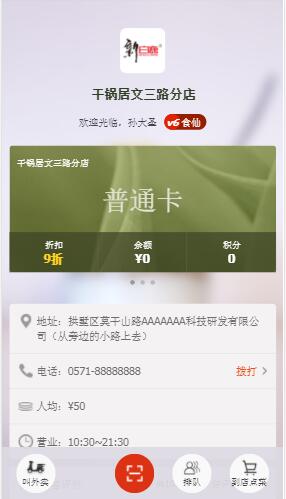 新三商
干锅居文三路分店
欢迎光临，孙大圣 V6 食仙
干锅居文三路分店
普通卡
折扣 余额 积分
9折 ¥0 0
地址：拱墅区莫干山路AAAAAAA科技研发有限公
司（从旁边的小路上去）
电话：0571-88888888 拨打
人均：¥50
营业：10:30~21:30
叫外卖 排队 到店点菜